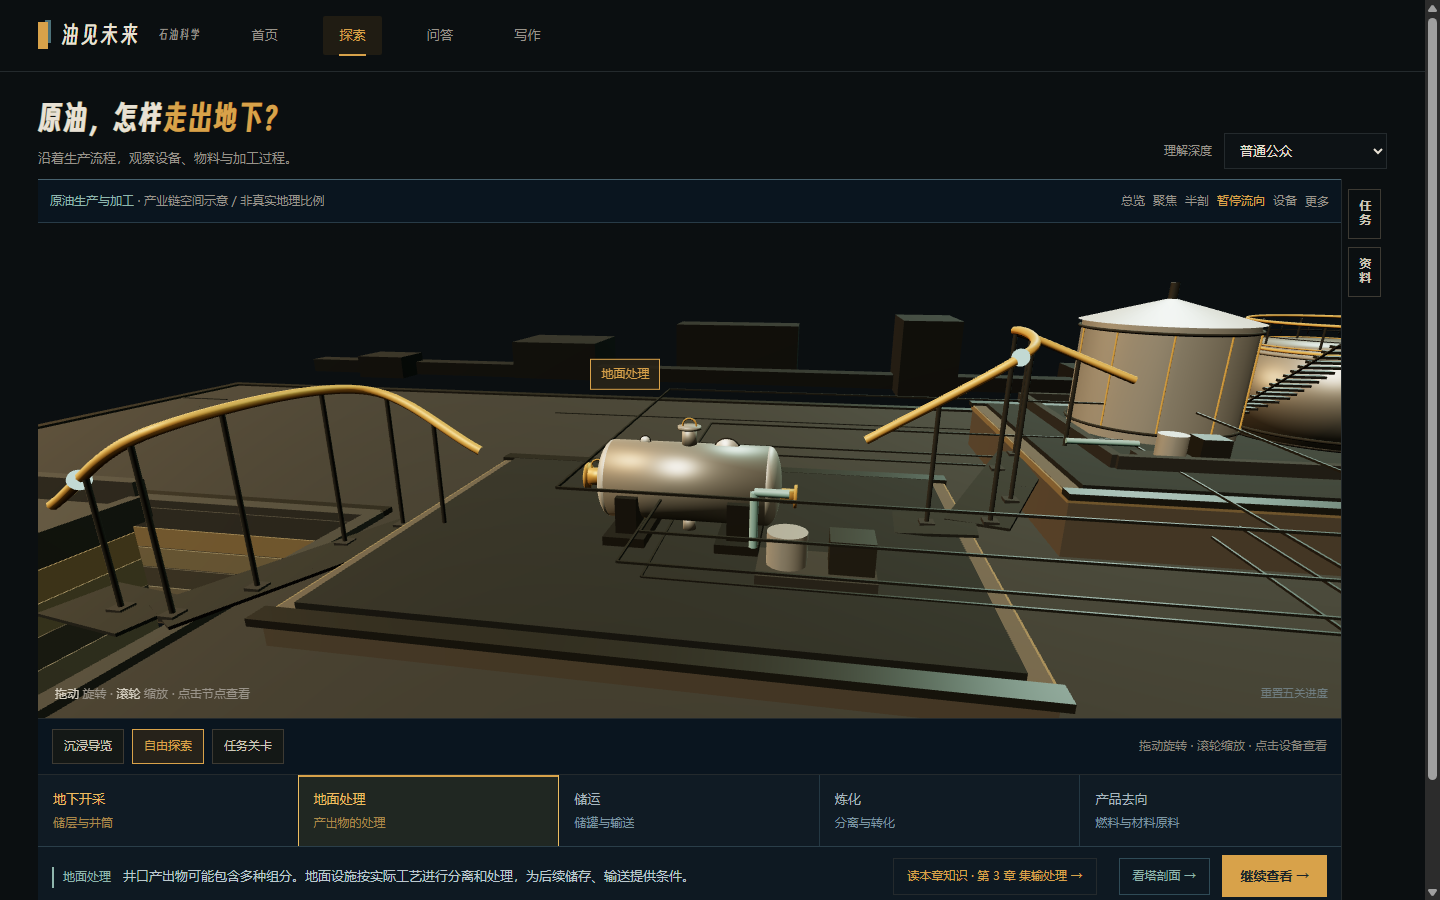 油见未来 石油科学 首页 探索 问答 写作
原油，怎样走出地下？
沿着生产流程，观察设备、物料与加工过程。
理解深度 普通公众
原油生产与加工 · 产业链空间示意 / 非真实地理比例
总览 聚焦 半剖 暂停流向 设备 更多
任务
资料
地面处理
拖动 旋转 · 滚轮 缩放 · 点击节点查看
重置五关进度
沉浸导览 自由探索 任务关卡
拖动旋转 · 滚轮缩放 · 点击设备查看
地下开采
储层与井筒
地面处理
产出物的处理
储运
储罐与输送
炼化
分离与转化
产品去向
燃料与材料原料
地面处理 井口产出物可能包含多种组分。地面设施按实际工艺进行分离和处理，为后续储存、输送提供条件。
读本章知识 · 第 3 章 集输处理 →
看塔剖面 →
继续查看 →